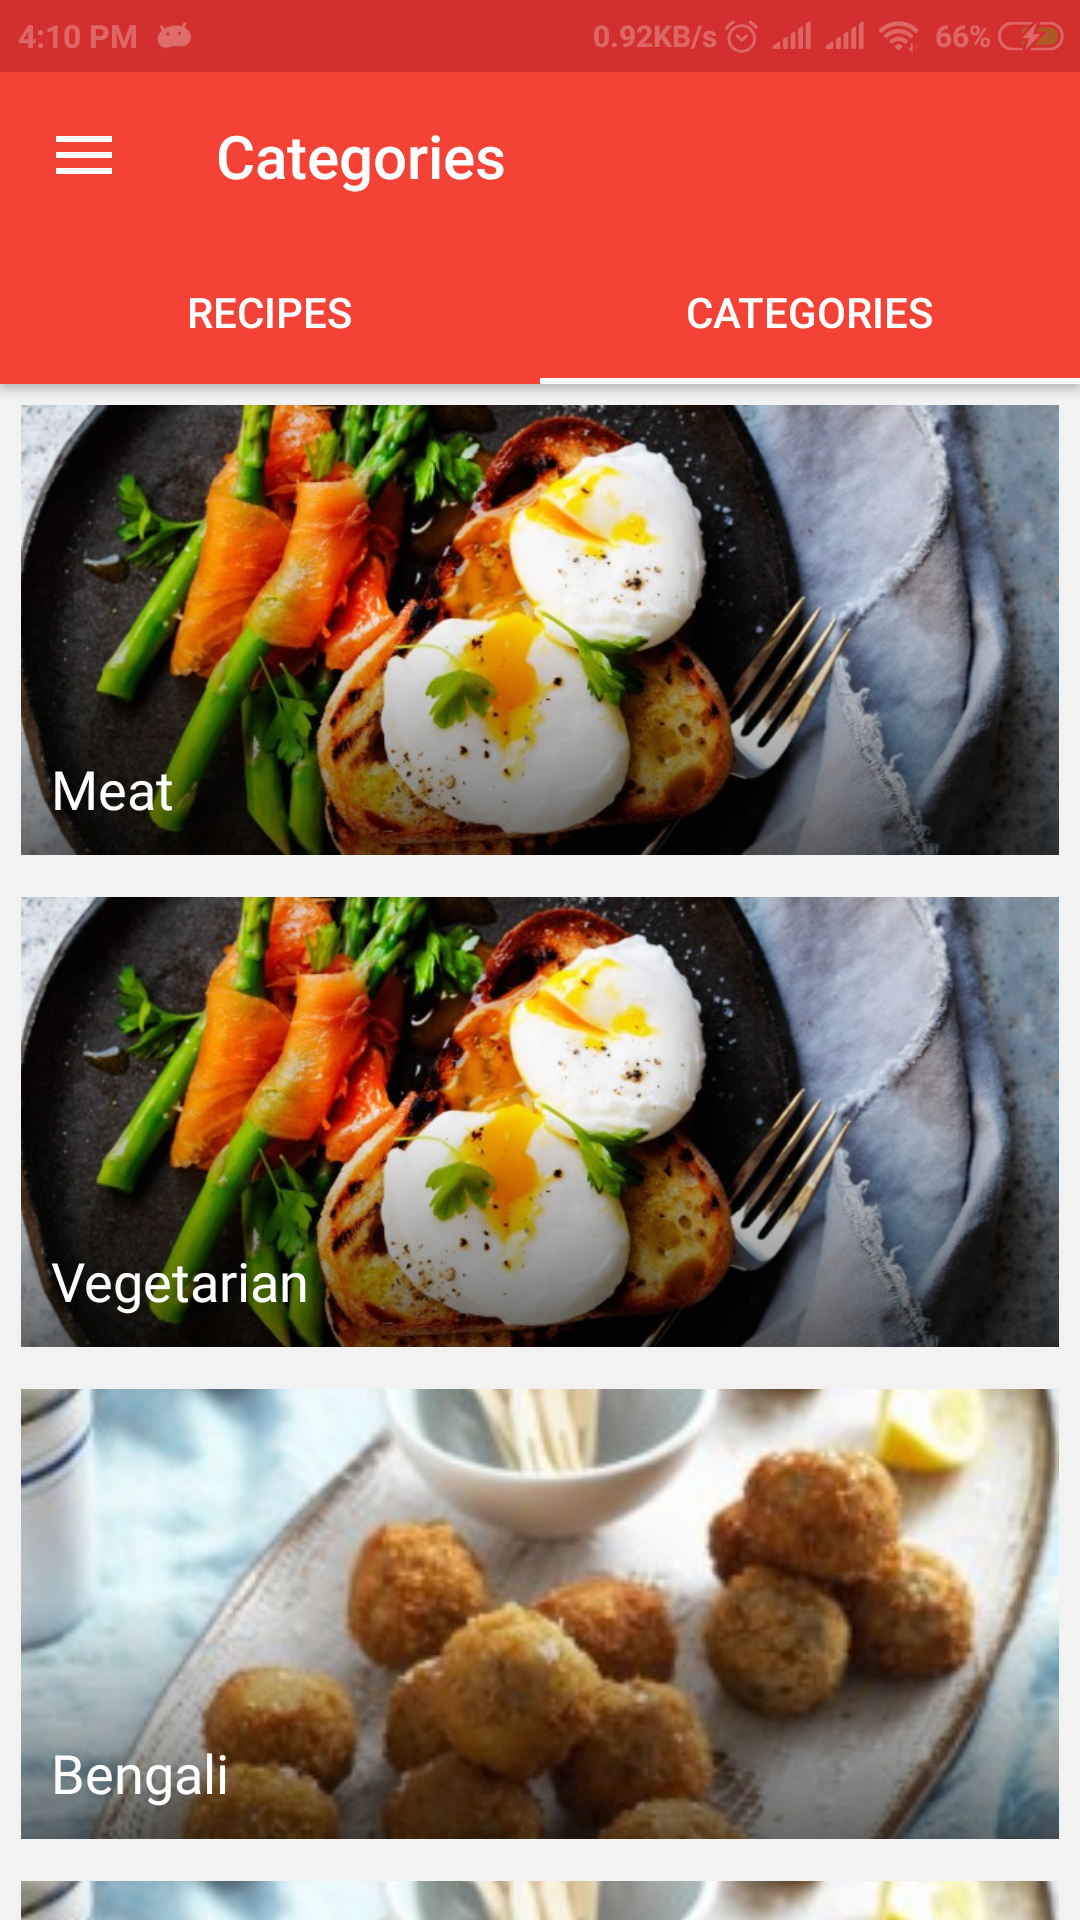 4:10 PM 0.92KB/s 66%
Categories
RECIPES CATEGORIES
Meat
Vegetarian
Bengali